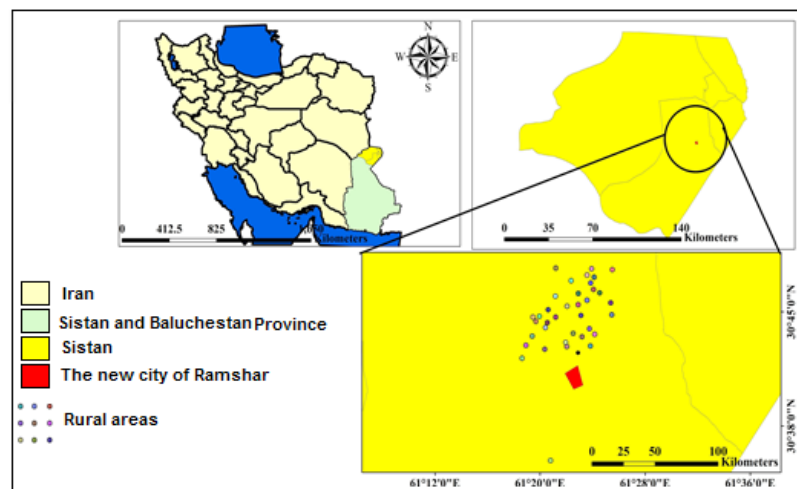 N
W E
S
0 412.5 825 1,650
Kilometers
0 35 70 140
Kilometers
Iran
Sistan and Baluchestan Province
Sistan
The new city of Ramshar
Rural areas
30°45'0"N
30°38'0"N
0 25 50 100
Kilometers
61°12'0"E 61°20'0"E 61°28'0"E 61°36'0"E